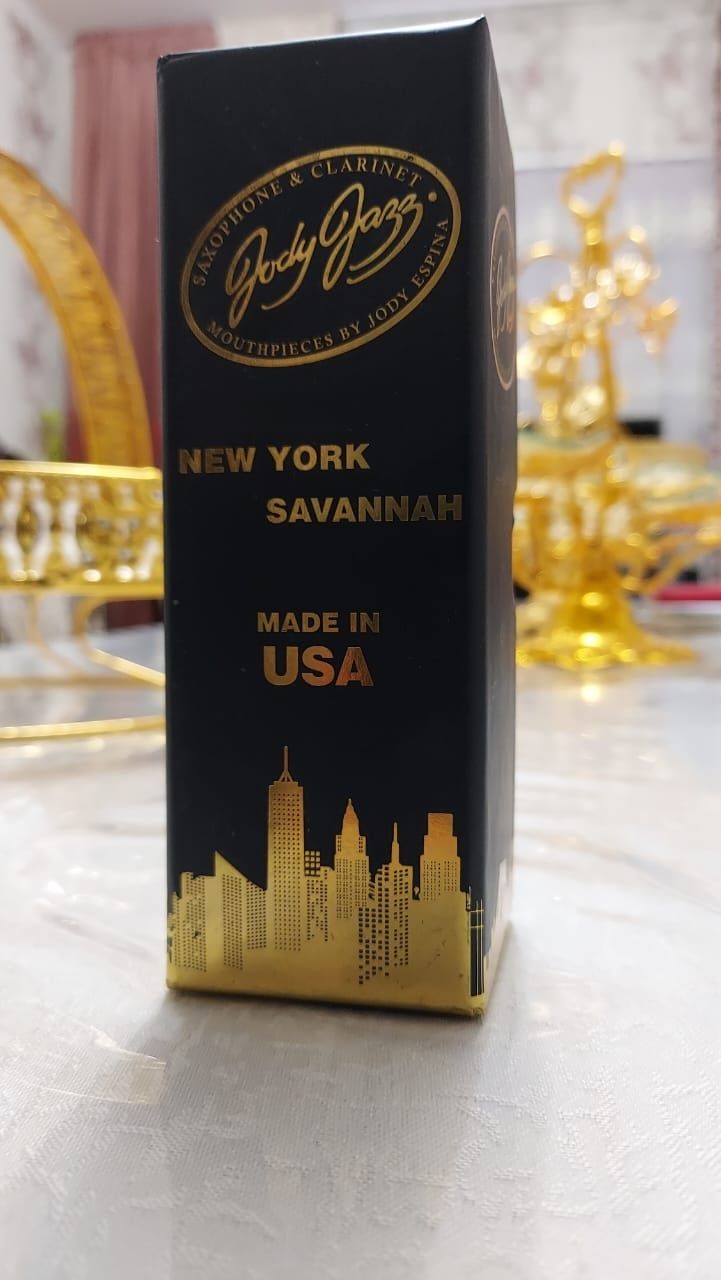 SAXOPHONE & CLARINET
Jody Jazz
MOUTHPIECES BY JODY ESPINA
NEW YORK
SAVANNAH
MADE IN
USA